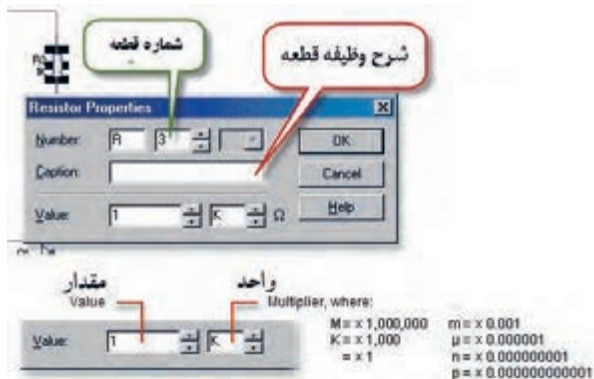 شماره قطعه
شرح وظیفه قطعه
Resistor Properties
Number: R 3
OK
Caption:
Cancel
Value: 1 K Ω
Help
مقدار
واحد
Value
Multiplier, where:
Value: 1 K
M = x 1,000,000
K = x 1,000
= x 1
m = x 0.001
µ = x 0.000001
n = x 0.000000001
p = x 0.000000000001